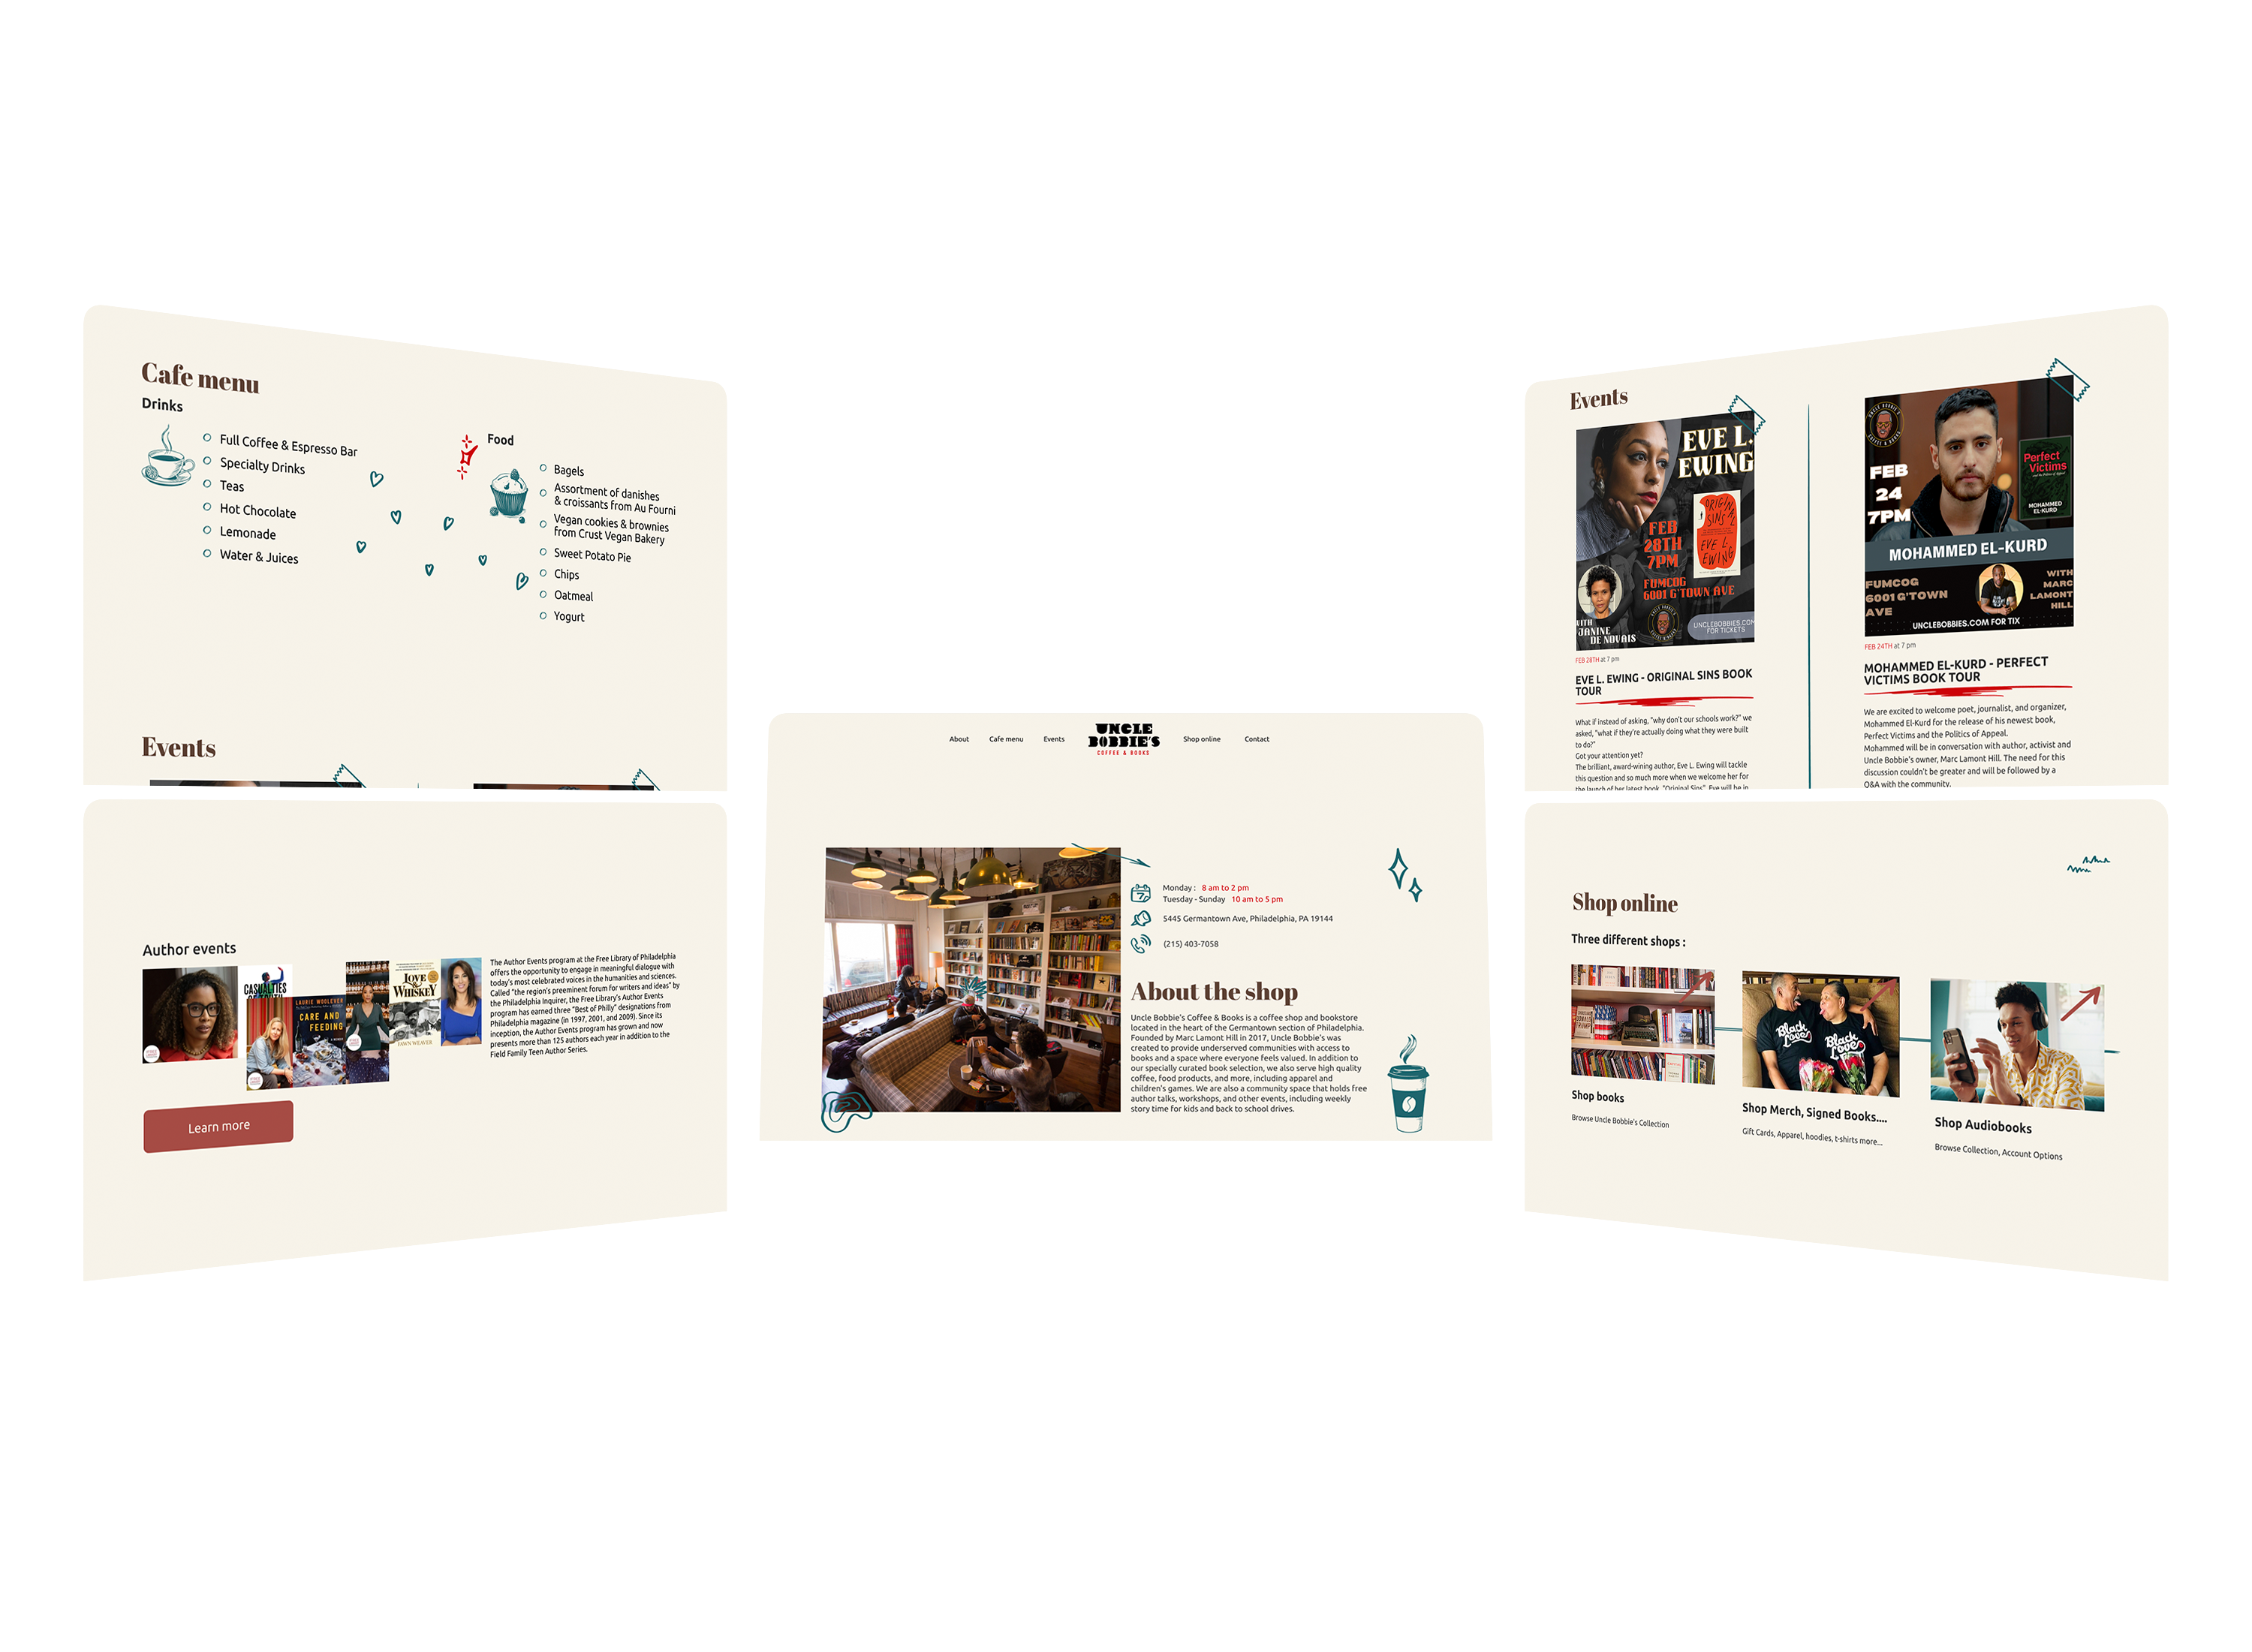 Cafe menu
Drinks
Full Coffee & Espresso Bar
Specialty Drinks
Teas
Hot Chocolate
Lemonade
Water & Juices
Food
Bagels
Assortment of danishes
& croissants from Au Fourni
Vegan cookies & brownies
from Crust Vegan Bakery
Sweet Potato Pie
Chips
Oatmeal
Yogurt
Events
Author events
CASUALTIES
LAURIE WOOLEVER
CARE AND
FEEDING
LOVE
&
WHISKEY
FAWN WEAVER
The Author Events program at the Free Library of Philadelphia
offers the opportunity to engage in meaningful dialogue with
today's most celebrated voices in the humanities and sciences.
Called "the region's preeminent forum for writers and ideas" by
the Philadelphia Inquirer, the Free Library's Author Events
program has earned three "Best of Philly" designations from
Philadelphia magazine (in 1997, 2001, and 2009). Since its
inception, the Author Events program has grown and now
presents more than 125 authors each year in addition to the
Field Family Teen Author Series.
Learn more
About
Cafe menu
Events
UNCLE
BOBBIE'S
COFFEE & BOOKS
Shop online
Contact
Monday : 8 am to 2 pm
Tuesday - Sunday 10 am to 5 pm
5445 Germantown Ave, Philadelphia, PA 19144
(215) 403-7058
About the shop
Uncle Bobbie's Coffee & Books is a coffee shop and bookstore
located in the heart of the Germantown section of Philadelphia.
Founded by Marc Lamont Hill in 2017, Uncle Bobbie's was
created to provide underserved communities with access to
books and a space where everyone feels valued. In addition to
our specially curated book selection, we also serve high quality
coffee, food products, and more, including apparel and
children's games. We are also a community space that holds free
author talks, workshops, and other events, including weekly
story time for kids and back to school drives.
Events
EVE L.
EWING
ORIGINAL
SINS
EVE L.
EWING
FEB
28TH
7PM
FUMCOG
6001 G'TOWN AVE
WITH
JANINE
DE NOVAIS
UNCLEBOBBIES.COM
FOR TICKETS
FEB 28TH at 7 pm
EVE L. EWING - ORIGINAL SINS BOOK
TOUR
What if instead of asking, "why don't our schools work?" we
asked, "what if they're actually doing what they were built
to do?"
Got your attention yet?
The brilliant, award-wining author, Eve L. Ewing will tackle
this question and so much more when we welcome her for
the launch of her latest book, "Original Sins". Eve will be in
UNCLE BOBBIE'S
COFFEE & BOOKS
FEB
24
7PM
Perfect
Victims
MOHAMMED
EL-KURD
MOHAMMED EL-KURD
FUMCOG
6001 G'TOWN
AVE
WITH
MARC
LAMONT
HILL
UNCLEBOBBIES.COM FOR TIX
FEB 24TH at 7 pm
MOHAMMED EL-KURD - PERFECT
VICTIMS BOOK TOUR
We are excited to welcome poet, journalist, and organizer,
Mohammed El-Kurd for the release of his newest book,
Perfect Victims and the Politics of Appeal.
Mohammed will be in conversation with author, activist and
Uncle Bobbie's owner, Marc Lamont Hill. The need for this
discussion couldn't be greater and will be followed by a
Q&A with the community.
Shop online
Three different shops :
Black
Love
Black
Love
Shop books
Browse Uncle Bobbie's Collection
Shop Merch, Signed Books....
Gift Cards, Apparel, hoodies, t-shirts more...
Shop Audiobooks
Browse Collection, Account Options